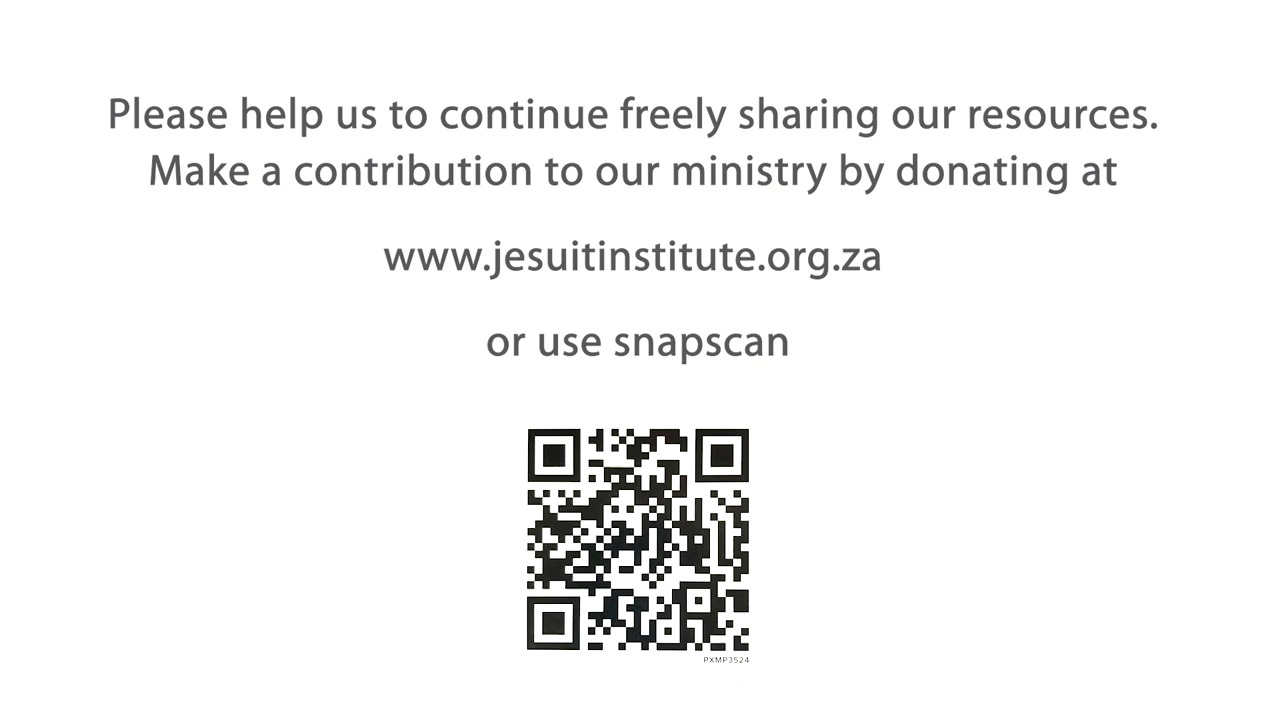 Please help us to continue freely sharing our resources.
Make a contribution to our ministry by donating at
www.jesuitinstitute.org.za
or use snapscan
PXMP3524